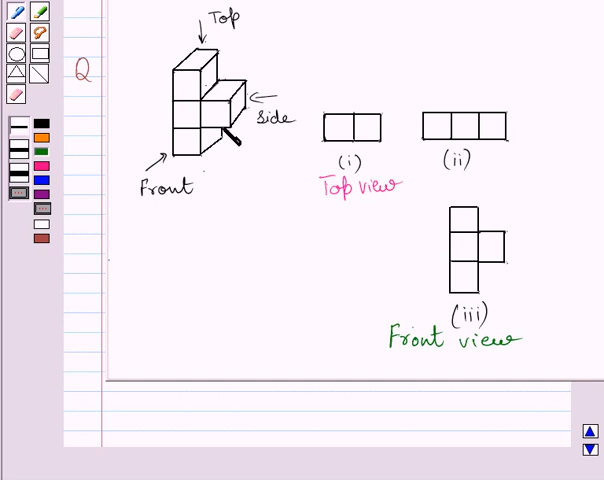 Top
Q
side
Front
(i)
(ii)
Top view
(iii)
Front view